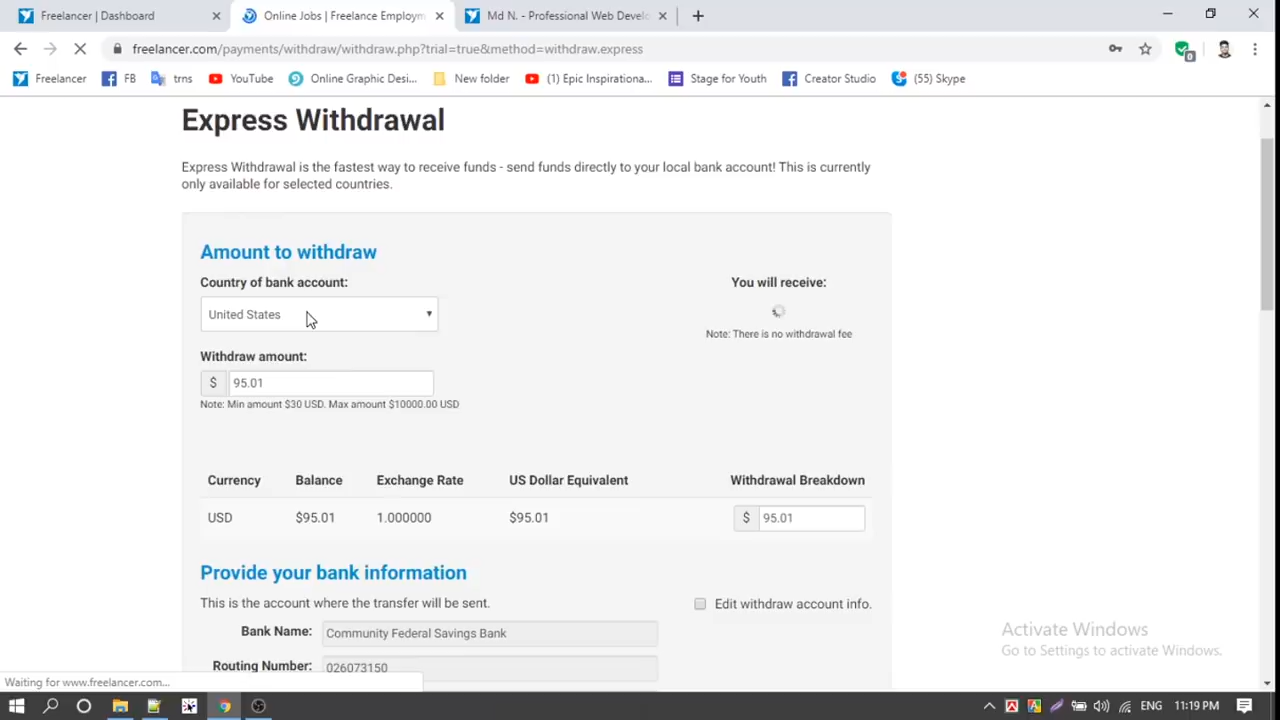 Freelancer | Dashboard
Online Jobs | Freelance Employm
Md N. - Professional Web Develo
freelancer.com/payments/withdraw/withdraw.php?trial=true&method=withdraw.express
Freelancer
FB
trns
YouTube
Online Graphic Desi...
New folder
(1) Epic Inspirationa...
Stage for Youth
Creator Studio
(55) Skype
Express Withdrawal
Express Withdrawal is the fastest way to receive funds - send funds directly to your local bank account! This is currently
only available for selected countries.
Amount to withdraw
Country of bank account:
You will receive:
United States
Note: There is no withdrawal fee
Withdraw amount:
$ 95.01
Note: Min amount $30 USD. Max amount $10000.00 USD
Currency Balance Exchange Rate US Dollar Equivalent Withdrawal Breakdown
USD $95.01 1.000000 $95.01 $ 95.01
Provide your bank information
This is the account where the transfer will be sent.
Edit withdraw account info.
Bank Name: Community Federal Savings Bank
Routing Number: 026073150
Activate Windows
Go to Settings to activate Windows.
Waiting for www.freelancer.com...
ENG 11:19 PM